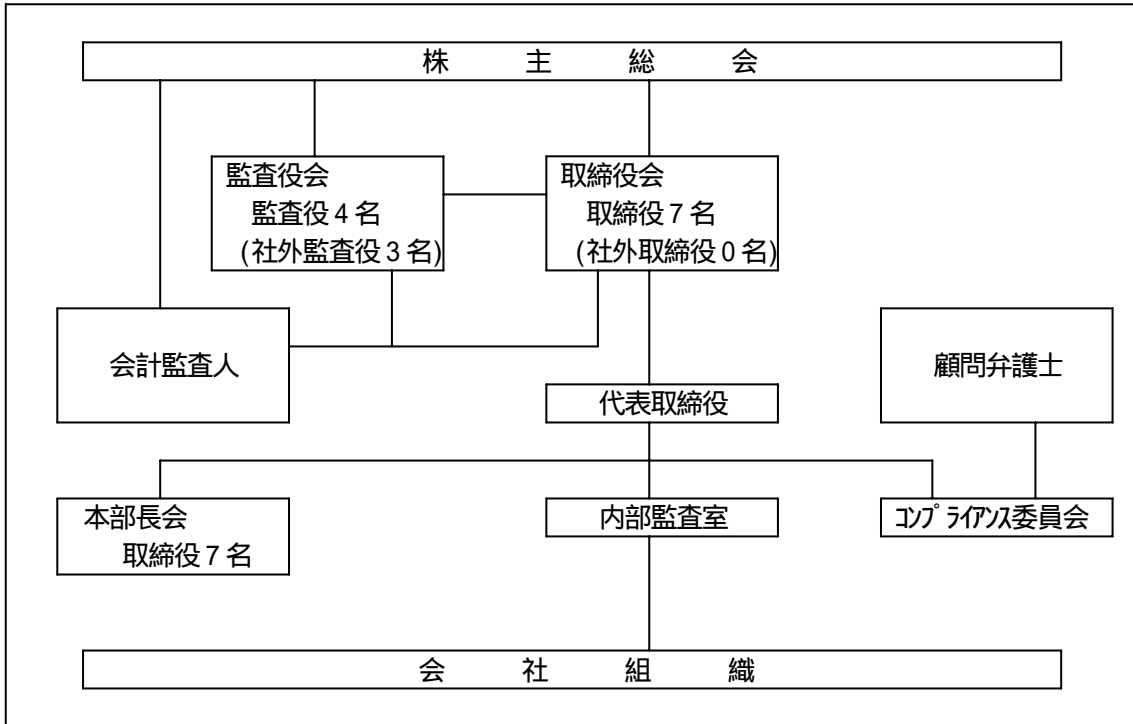 株主総会
監査役会
監査役4名
(社外監査役3名)
取締役会
取締役7名
(社外取締役0名)
会計監査人
顧問弁護士
代表取締役
本部長会
取締役7名
内部監査室
ｺﾝﾌﾟﾗｲｱﾝｽ委員会
会社組織